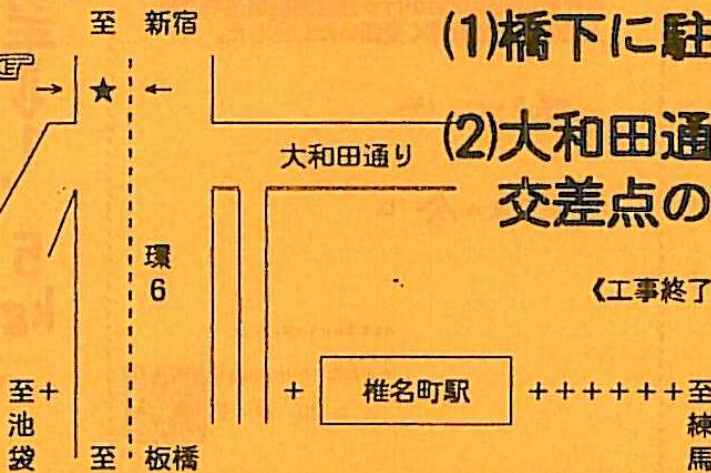 至 新宿
(1)橋下に駐
→ ★ ←
大和田通り
(2)大和田通
交差点の
環6
《工事終了
至池袋
椎名町駅
至練馬
至 板橋